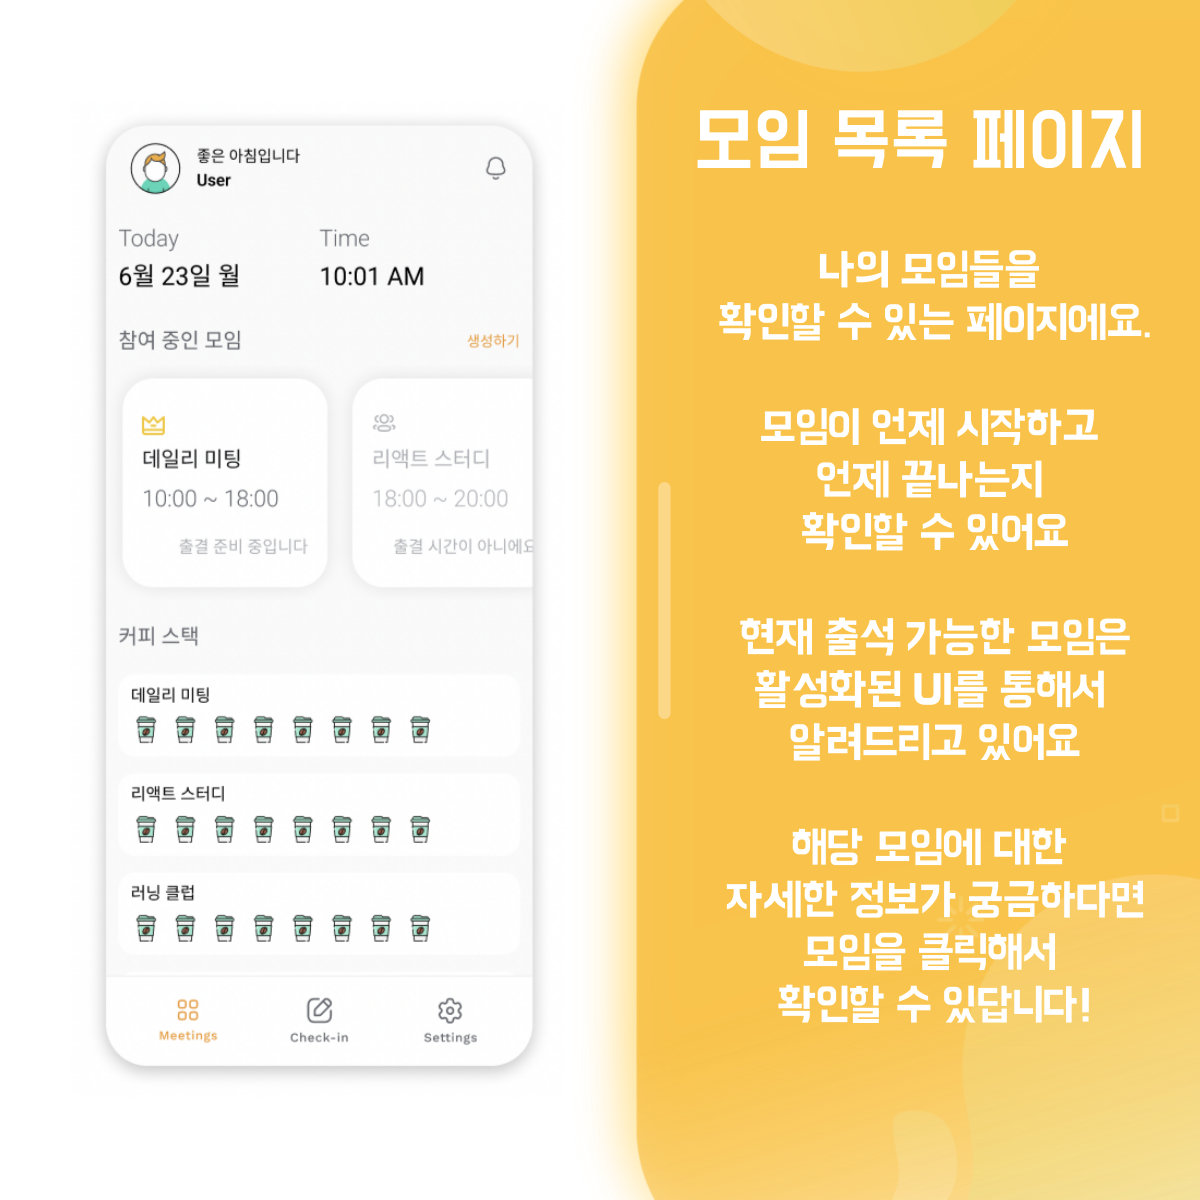 좋은 아침입니다
User
Today
Time
6월 23일 월
10:01 AM
참여 중인 모임
생성하기
데일리 미팅
10:00 ~ 18:00
출결 준비 중입니다
리액트 스터디
18:00 ~ 20:00
출결 시간이 아니에요
커피 스택
데일리 미팅
리액트 스터디
러닝 클럽
Meetings
Check-in
Settings
모임 목록 페이지
나의 모임들을
확인할 수 있는 페이지에요.
모임이 언제 시작하고
언제 끝나는지
확인할 수 있어요
현재 출석 가능한 모임은
활성화된 UI를 통해서
알려드리고 있어요
해당 모임에 대한
자세한 정보가 궁금하다면
모임을 클릭해서
확인할 수 있답니다!